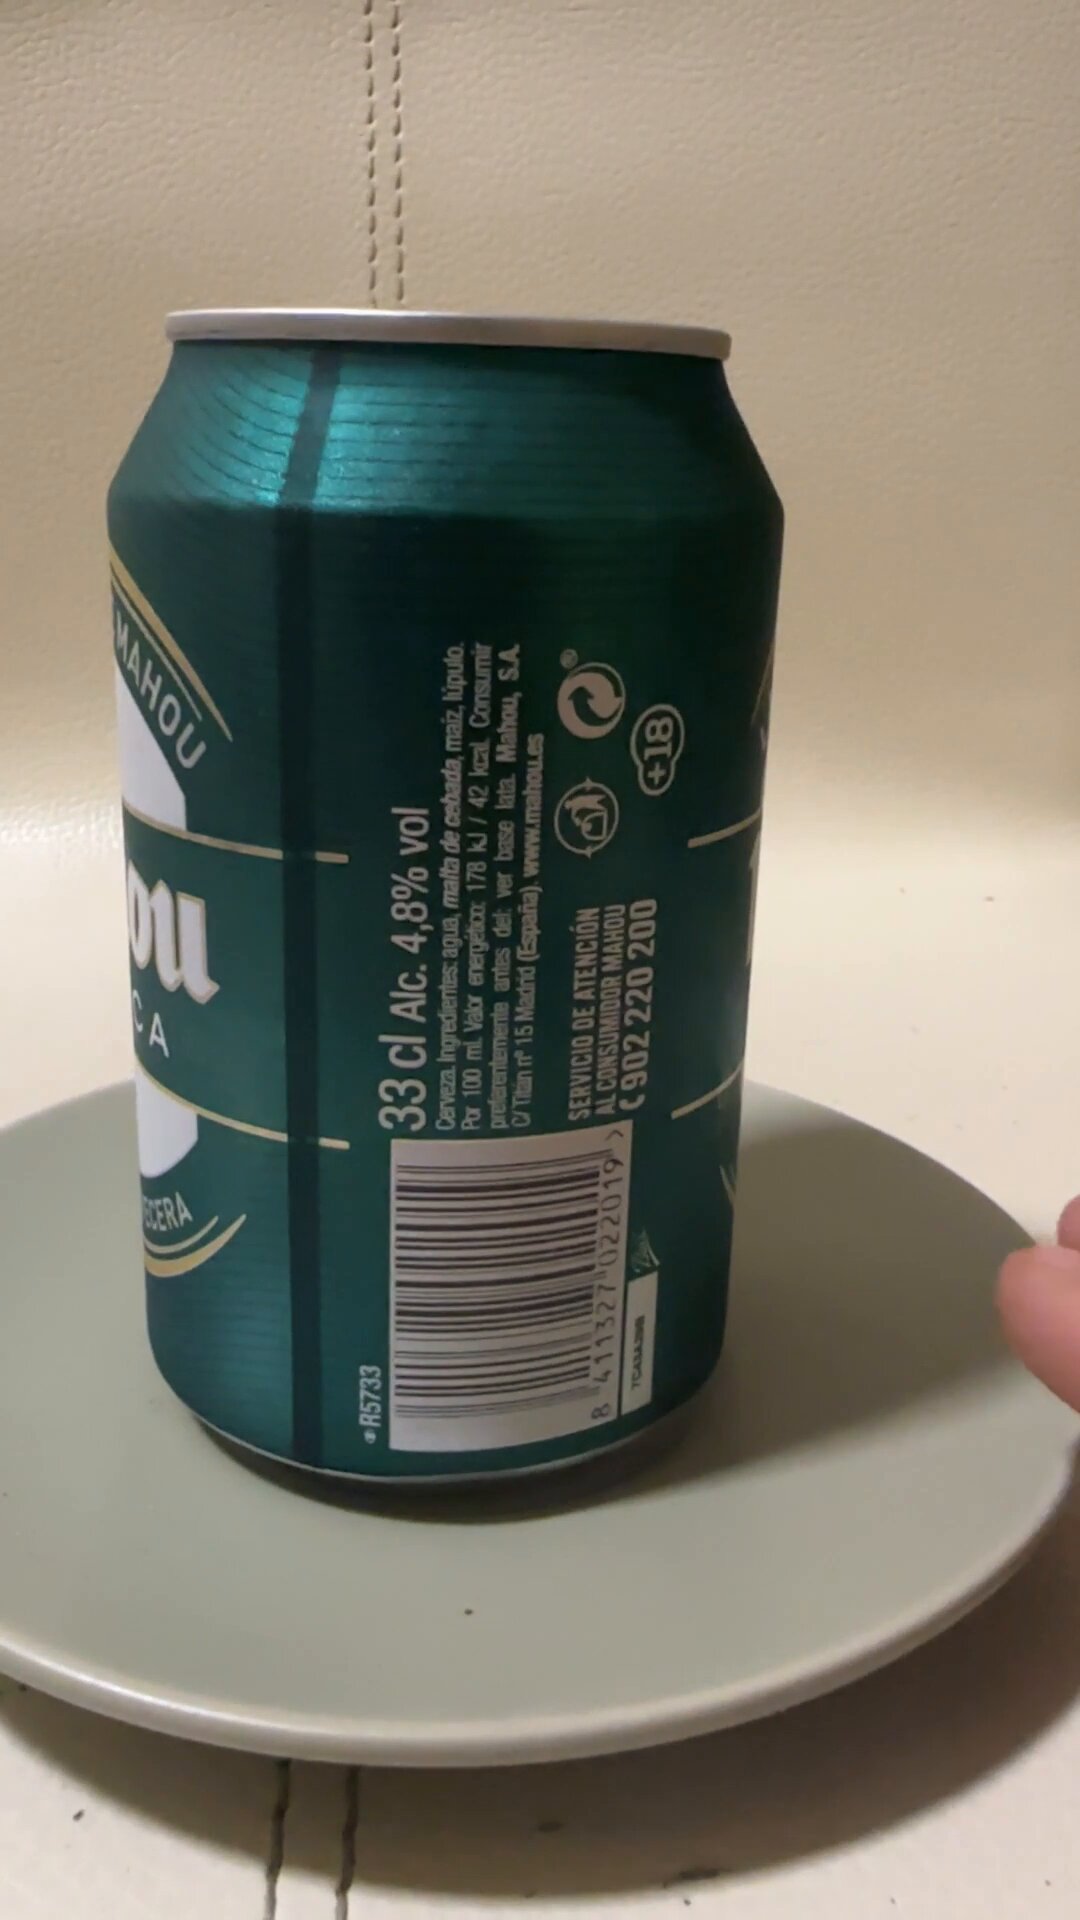 MAHOU
ou
CA
ECERA
33 cl Alc. 4,8% vol
Cerveza. Ingredientes: agua, malta de cebada, maíz, lúpulo.
Por 100 ml. Valor energético: 178 kJ / 42 kcal. Consumir
preferentemente antes del: ver base lata. Mahou, S.A.
C/ Titán nº 15 Madrid (España). www.mahou.es
+18
SERVICIO DE ATENCIÓN
AL CONSUMIDOR MAHOU
902 220 200
R5733
8 411327 022019 >